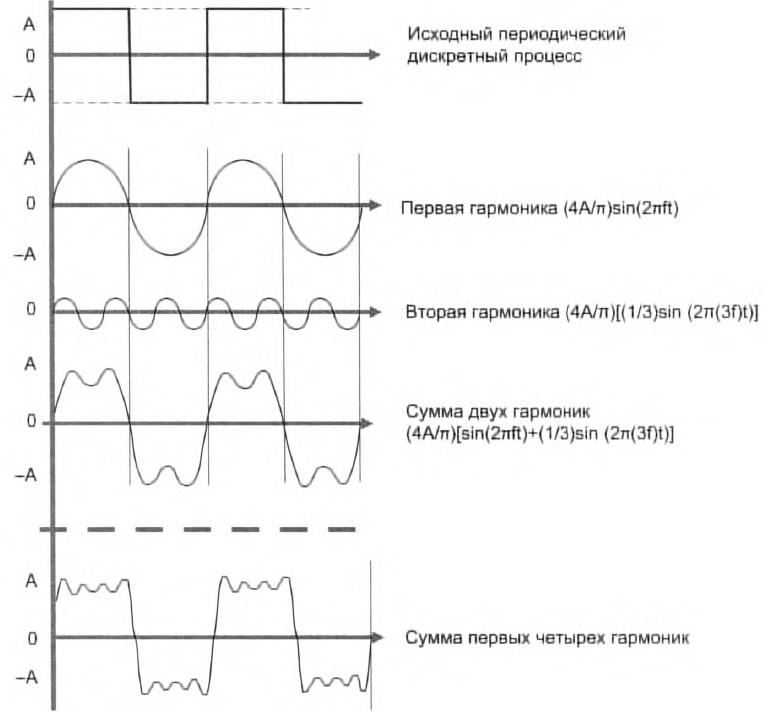 A
0
–A
Исходный периодический
дискретный процесс
A
0
–A
Первая гармоника (4A/π)sin(2πft)
0
Вторая гармоника (4A/π)[(1/3)sin (2π(3f)t)]
A
0
–A
Сумма двух гармоник
(4A/π)[sin(2πft)+(1/3)sin (2π(3f)t)]
A
0
–A
Сумма первых четырех гармоник